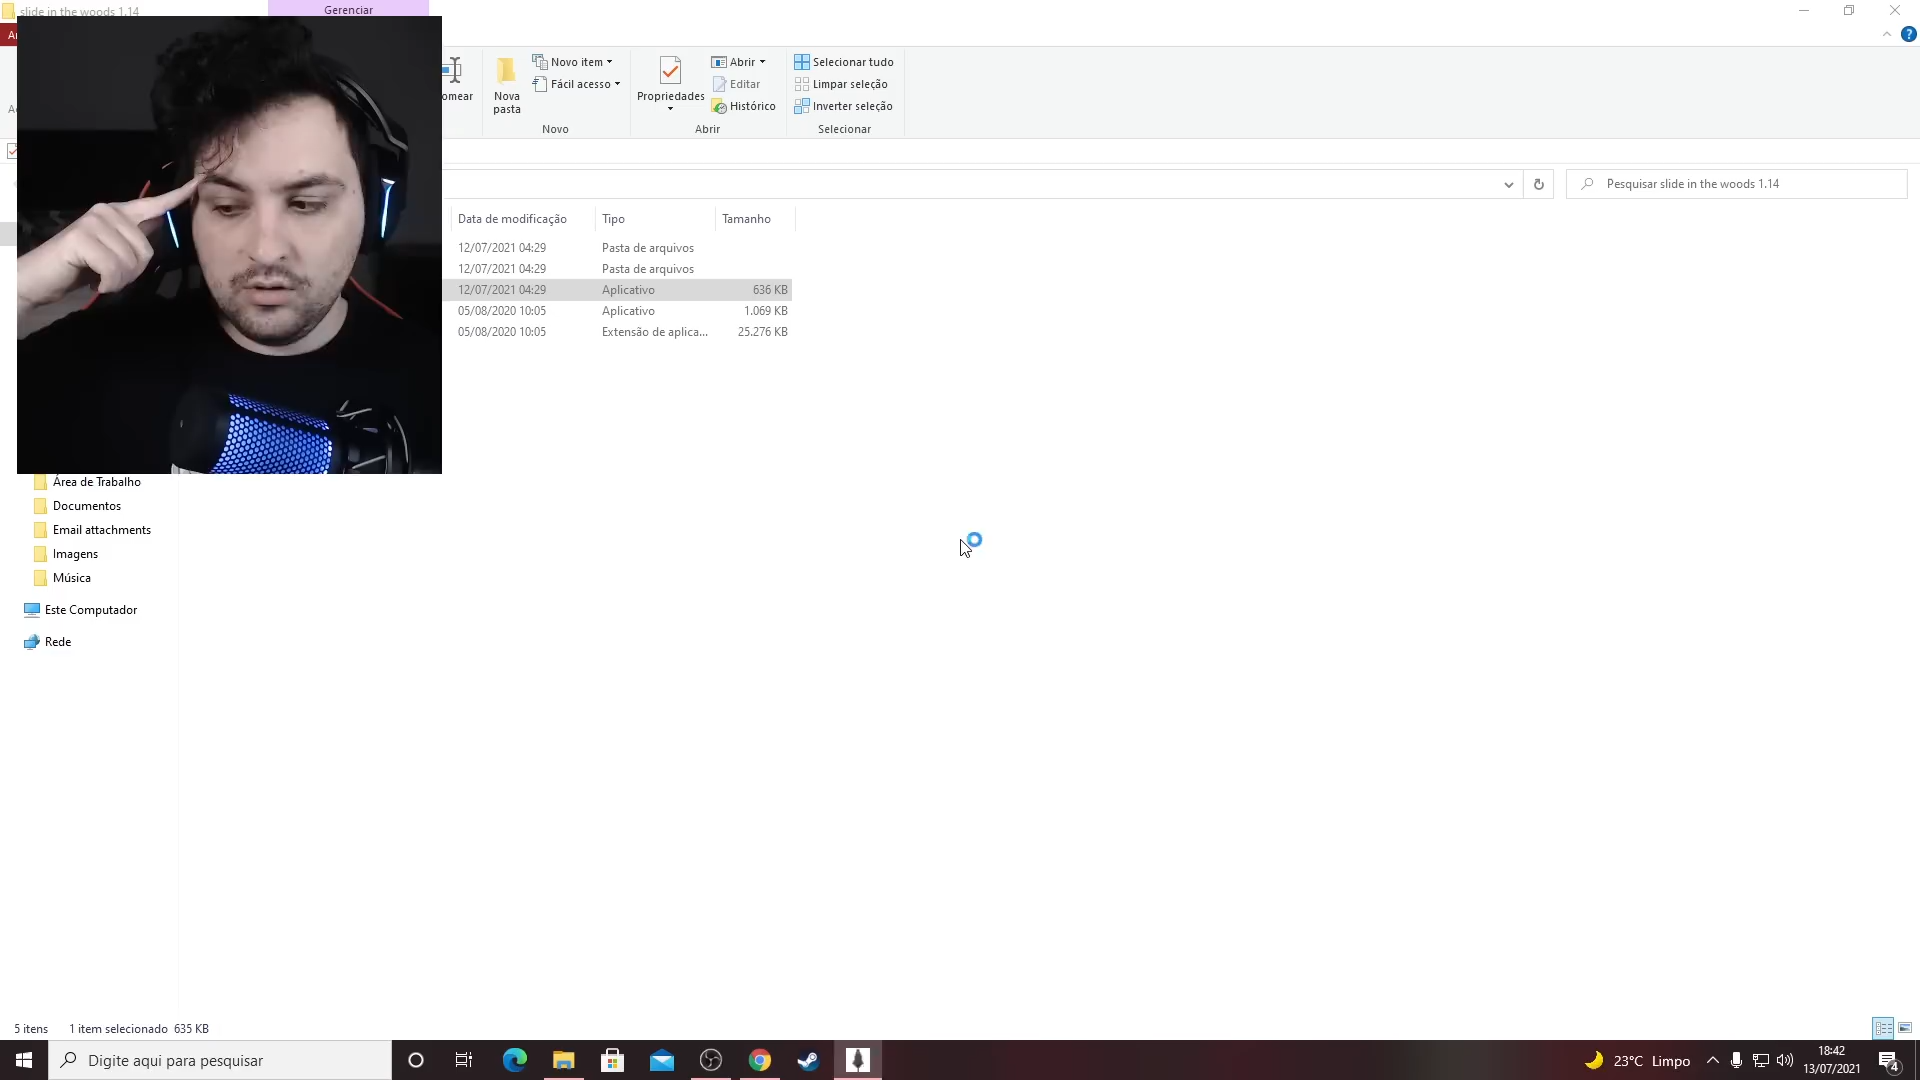 slide in the woods 1.14
Gerenciar
omear
Nova
pasta
Novo item
Fácil acesso
Novo
Propriedades
Abrir
Editar
Histórico
Abrir
Selecionar tudo
Limpar seleção
Inverter seleção
Selecionar
Pesquisar slide in the woods 1.14
Data de modificação Tipo Tamanho
12/07/2021 04:29 Pasta de arquivos
12/07/2021 04:29 Pasta de arquivos
12/07/2021 04:29 Aplicativo 636 KB
05/08/2020 10:05 Aplicativo 1.069 KB
05/08/2020 10:05 Extensão de aplica... 25.276 KB
Área de Trabalho
Documentos
Email attachments
Imagens
Música
Este Computador
Rede
5 itens 1 item selecionado 635 KB
Digite aqui para pesquisar
23°C Limpo
18:42
13/07/2021
4